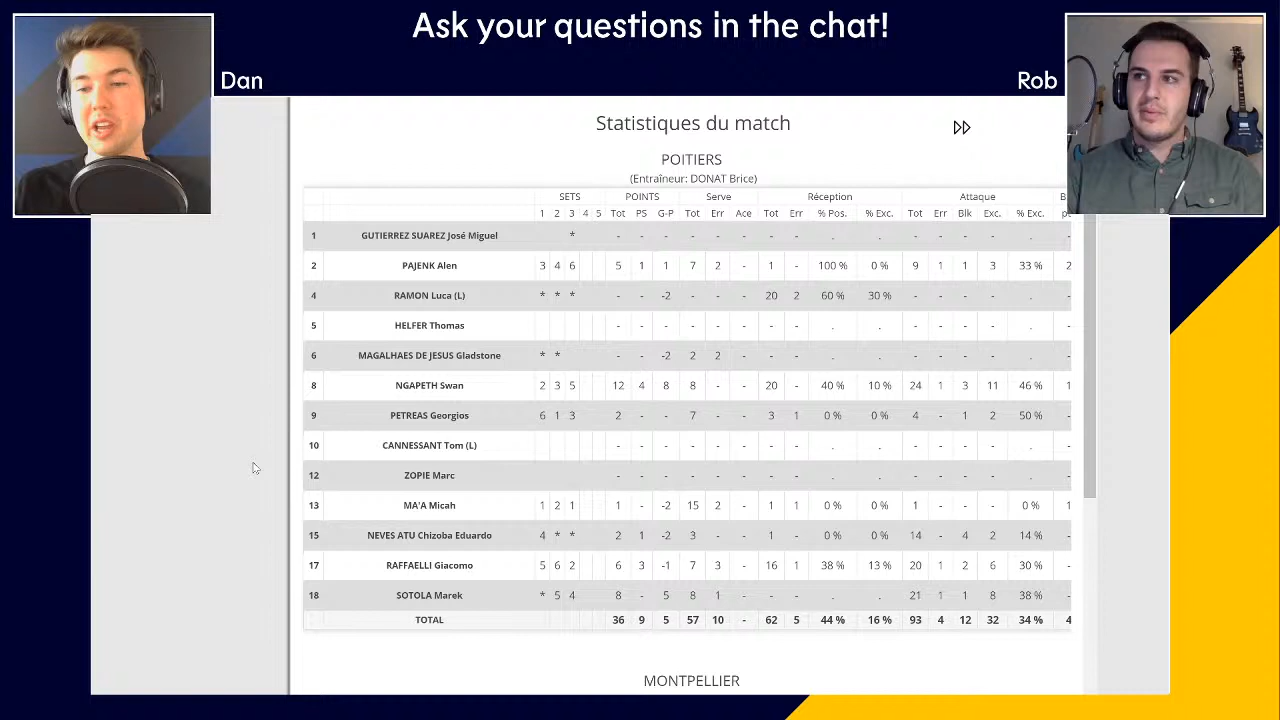 Ask your questions in the chat!
Dan
Rob
Statistiques du match
POITIERS
(Entraîneur: DONAT Brice)
SETS POINTS Serve Réception Attaque
1 2 3 4 5 Tot PS G-P Tot Err Ace Tot Err % Pos. % Exc. Tot Err Blk Exc. % Exc.
1 GUTIERREZ SUAREZ José Miguel * - - - - - - - - . . - - - - . -
2 PAJENK Alen 3 4 6 5 1 1 7 2 - 1 - 100 % 0 % 9 1 1 3 33 % 2
4 RAMON Luca (L) * * * - - -2 - - - 20 2 60 % 30 % - - - - . -
5 HELFER Thomas - - - - - - - - . . - - - - . -
6 MAGALHAES DE JESUS Gladstone * * - - -2 2 2 - - . . - - - - . -
8 NGAPETH Swan 2 3 5 12 4 8 8 - - 20 - 40 % 10 % 24 1 3 11 46 % 1
9 PETREAS Georgios 6 1 3 2 - - 7 - - 3 1 0 % 0 % 4 - 1 2 50 % -
10 CANNESSANT Tom (L) - - - - - - - - . . - - - - . -
12 ZOPIE Marc - - - - - - - - . . - - - - . -
13 MA'A Micah 1 2 1 1 - -2 15 2 - 1 1 0 % 0 % 1 - - - 0 % 1
15 NEVES ATU Chizoba Eduardo 4 * * 2 1 -2 3 - - 1 - 0 % 0 % 14 - 4 2 14 % -
17 RAFFAELLI Giacomo 5 6 2 6 3 -1 7 3 - 16 1 38 % 13 % 20 1 2 6 30 % -
18 SOTOLA Marek * 5 4 8 - 5 8 1 - - - . . 21 1 1 8 38 % -
TOTAL 36 9 5 57 10 - 62 5 44 % 16 % 93 4 12 32 34 % 4
MONTPELLIER